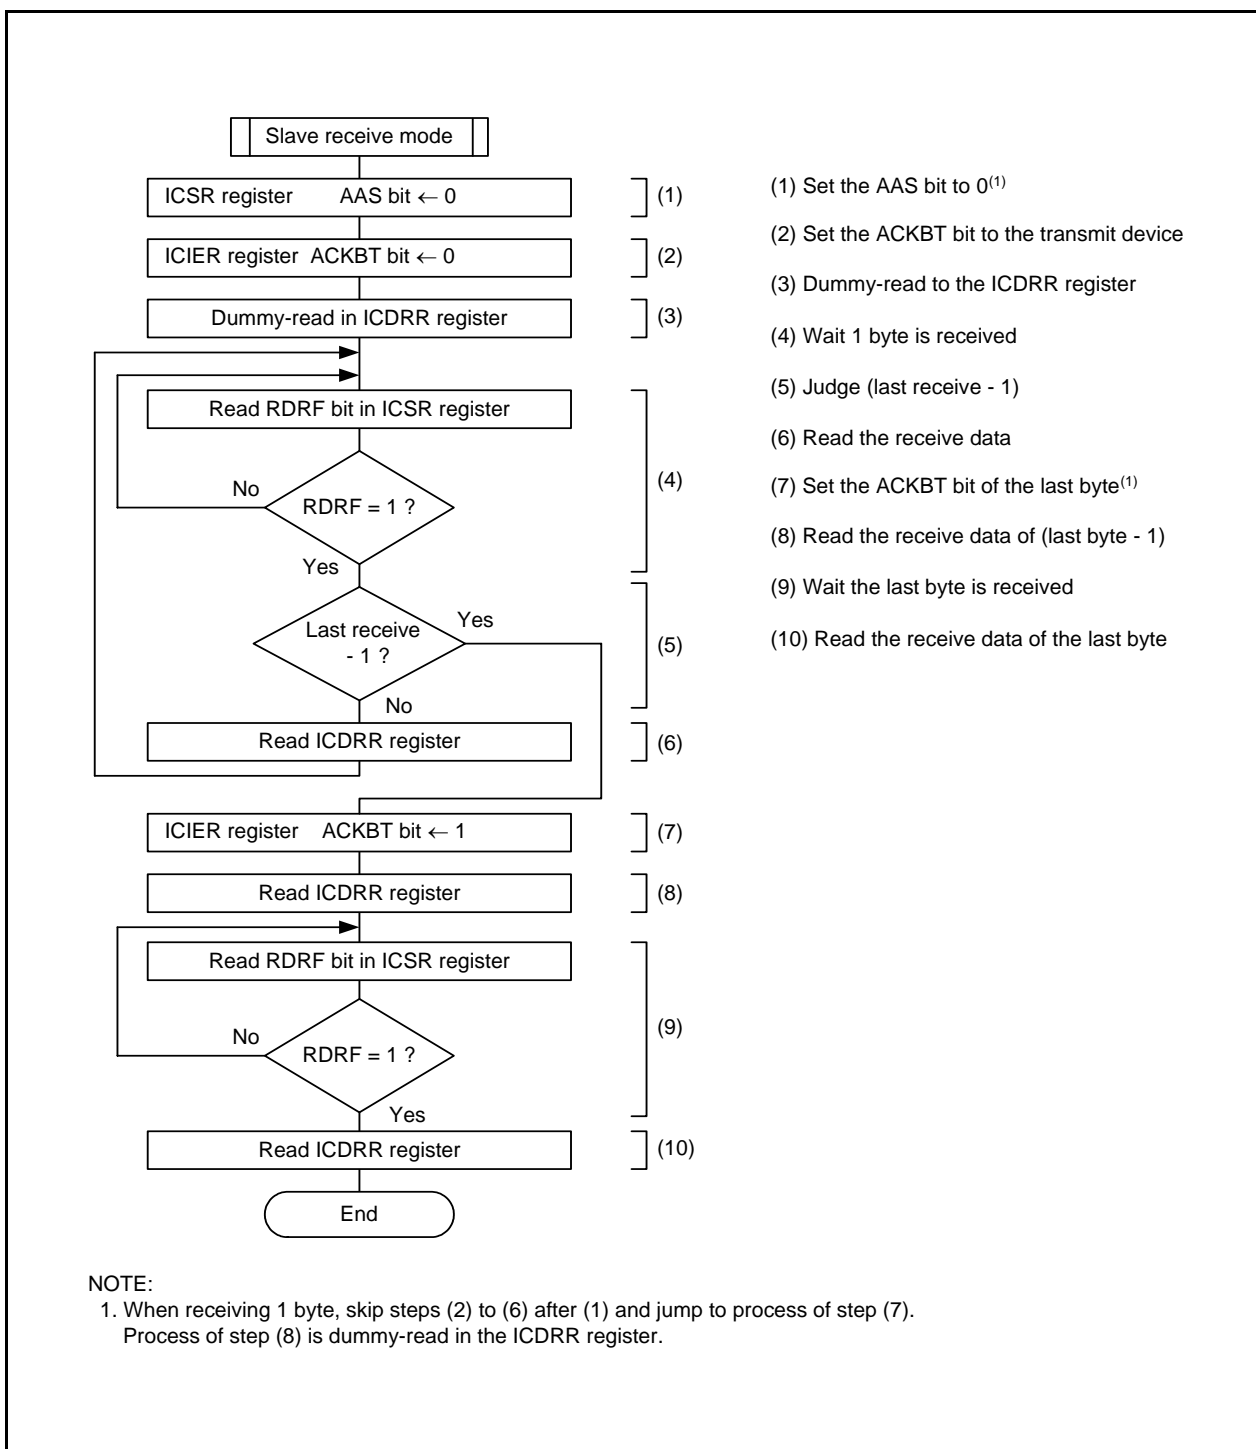 Slave receive mode
ICSR register AAS bit ← 0
(1)
ICIER register ACKBT bit ← 0
(2)
Dummy-read in ICDRR register
(3)
Read RDRF bit in ICSR register
No
RDRF = 1 ?
(4)
Yes
Last receive
- 1 ?
Yes
(5)
No
Read ICDRR register
(6)
ICIER register ACKBT bit ← 1
(7)
Read ICDRR register
(8)
Read RDRF bit in ICSR register
No
RDRF = 1 ?
(9)
Yes
Read ICDRR register
(10)
End
(1) Set the AAS bit to 0(1)
(2) Set the ACKBT bit to the transmit device
(3) Dummy-read to the ICDRR register
(4) Wait 1 byte is received
(5) Judge (last receive - 1)
(6) Read the receive data
(7) Set the ACKBT bit of the last byte(1)
(8) Read the receive data of (last byte - 1)
(9) Wait the last byte is received
(10) Read the receive data of the last byte
NOTE:
1. When receiving 1 byte, skip steps (2) to (6) after (1) and jump to process of step (7).
Process of step (8) is dummy-read in the ICDRR register.